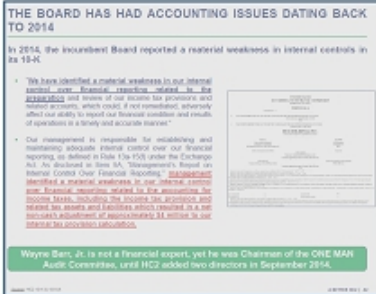 THE BOARD HAS HAD ACCOUNTING ISSUES DATING BACK
TO 2014
In 2014, the incumbent Board reported a material weakness in internal controls in
its 10-K
• "We have identified a material weakness in our internal
control over financial reporting related to the
preparation and review of our income tax provisions and
related accounts, which could, if not remediated, adversely
affect our ability to report our financial condition and results
of operations in a timely and accurate manner."
• Our management is responsible for establishing and
maintaining adequate internal control over our financial
reporting, as defined in Rule 13a-15(f) under the Exchange
Act. As disclosed in Item 9A, "Management's Report on
Internal Control Over Financial Reporting," management
identified a material weakness in our internal control
over financial reporting related to the accounting for
income taxes, including the income tax provision and
related tax assets and liabilities which resulted in a net
non-cash adjustment of approximately $4 million to our
internal tax provision calculation.
Wayne Barr, Jr. is not a financial expert, yet he was Chairman of the ONE MAN
Audit Committee, until HC2 added two directors in September 2014.